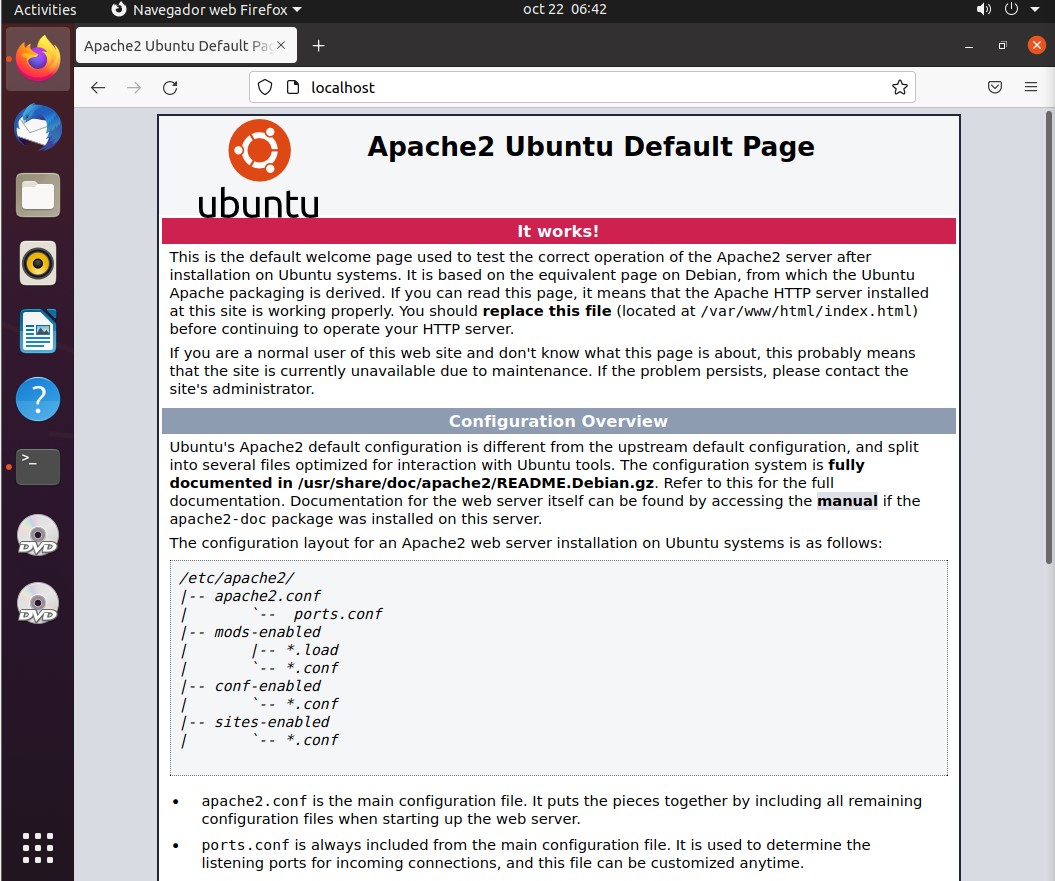 Activities Navegador web Firefox oct 22 06:42
Apache2 Ubuntu Default Pag
localhost
ubuntu
Apache2 Ubuntu Default Page
It works!
This is the default welcome page used to test the correct operation of the Apache2 server after
installation on Ubuntu systems. It is based on the equivalent page on Debian, from which the Ubuntu
Apache packaging is derived. If you can read this page, it means that the Apache HTTP server installed
at this site is working properly. You should replace this file (located at /var/www/html/index.html)
before continuing to operate your HTTP server.
If you are a normal user of this web site and don't know what this page is about, this probably means
that the site is currently unavailable due to maintenance. If the problem persists, please contact the
site's administrator.
Configuration Overview
Ubuntu's Apache2 default configuration is different from the upstream default configuration, and split
into several files optimized for interaction with Ubuntu tools. The configuration system is fully
documented in /usr/share/doc/apache2/README.Debian.gz. Refer to this for the full
documentation. Documentation for the web server itself can be found by accessing the manual if the
apache2-doc package was installed on this server.
The configuration layout for an Apache2 web server installation on Ubuntu systems is as follows:
/etc/apache2/
|-- apache2.conf
|       `--  ports.conf
|-- mods-enabled
|       |-- *.load
|       `-- *.conf
|-- conf-enabled
|       `-- *.conf
|-- sites-enabled
|       `-- *.conf
• apache2.conf is the main configuration file. It puts the pieces together by including all remaining
configuration files when starting up the web server.
• ports.conf is always included from the main configuration file. It is used to determine the
listening ports for incoming connections, and this file can be customized anytime.
>_
?
DVD
DVD